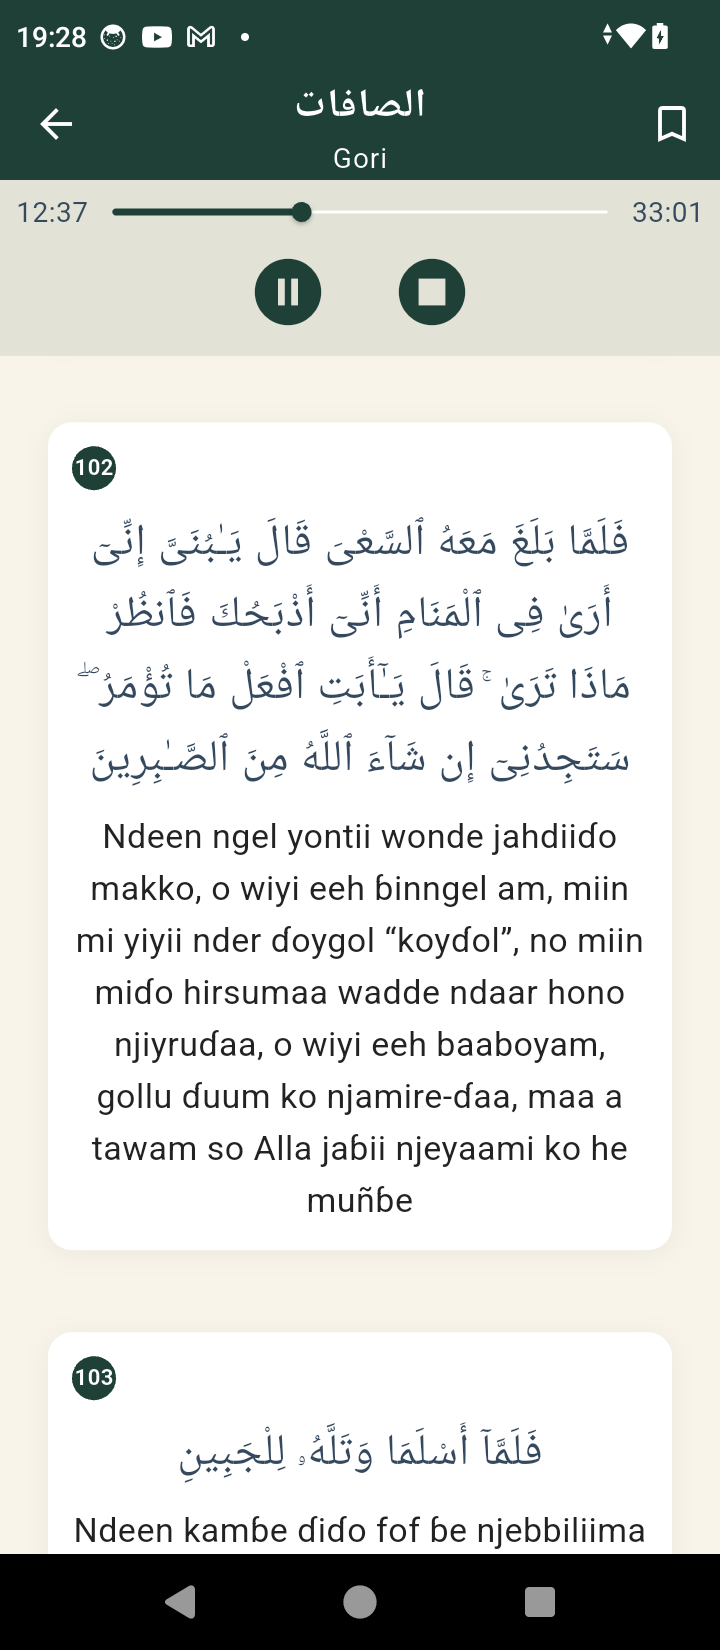 19:28
الصافات
Gori
12:37
33:01
102
فَلَمَّا بَلَغَ مَعَهُ ٱلسَّعْىَ قَالَ يَـٰبُنَىَّ إِنِّىٓ
أَرَىٰ فِى ٱلْمَنَامِ أَنِّىٓ أَذْبَحُكَ فَٱنظُرْ
مَاذَا تَرَىٰ ۚ قَالَ يَـٰٓأَبَتِ ٱفْعَلْ مَا تُؤْمَرُ ۖ
سَتَجِدُنِىٓ إِن شَآءَ ٱللَّهُ مِنَ ٱلصَّـٰبِرِينَ
Ndeen ngel yontii wonde jahdiiɗo
makko, o wiyi eeh ɓinngel am, miin
mi yiyii nder ɗoygol “koyɗol”, no miin
miɗo hirsumaa wadde ndaar hono
njiyruɗaa, o wiyi eeh baaboyam,
gollu ɗuum ko njamire-ɗaa, maa a
tawam so Alla jaɓii njeyaami ko he
muñɓe
103
فَلَمَّآ أَسْلَمَا وَتَلَّهُۥ لِلْجَبِينِ
Ndeen kamɓe ɗiɗo fof ɓe njebbiliima